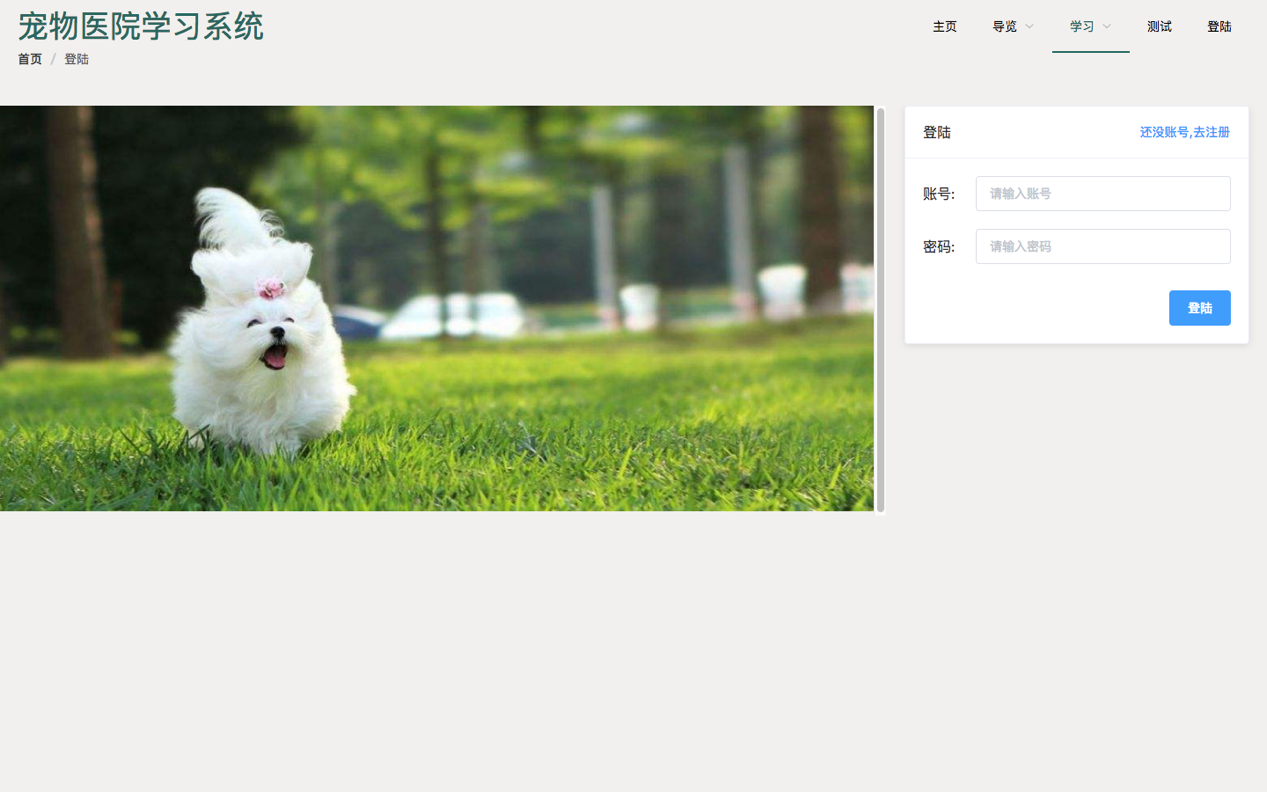 宠物医院学习系统
主页 导览 学习 测试 登陆
首页 / 登陆
登陆 还没账号,去注册
账号: 请输入账号
密码: 请输入密码
登陆